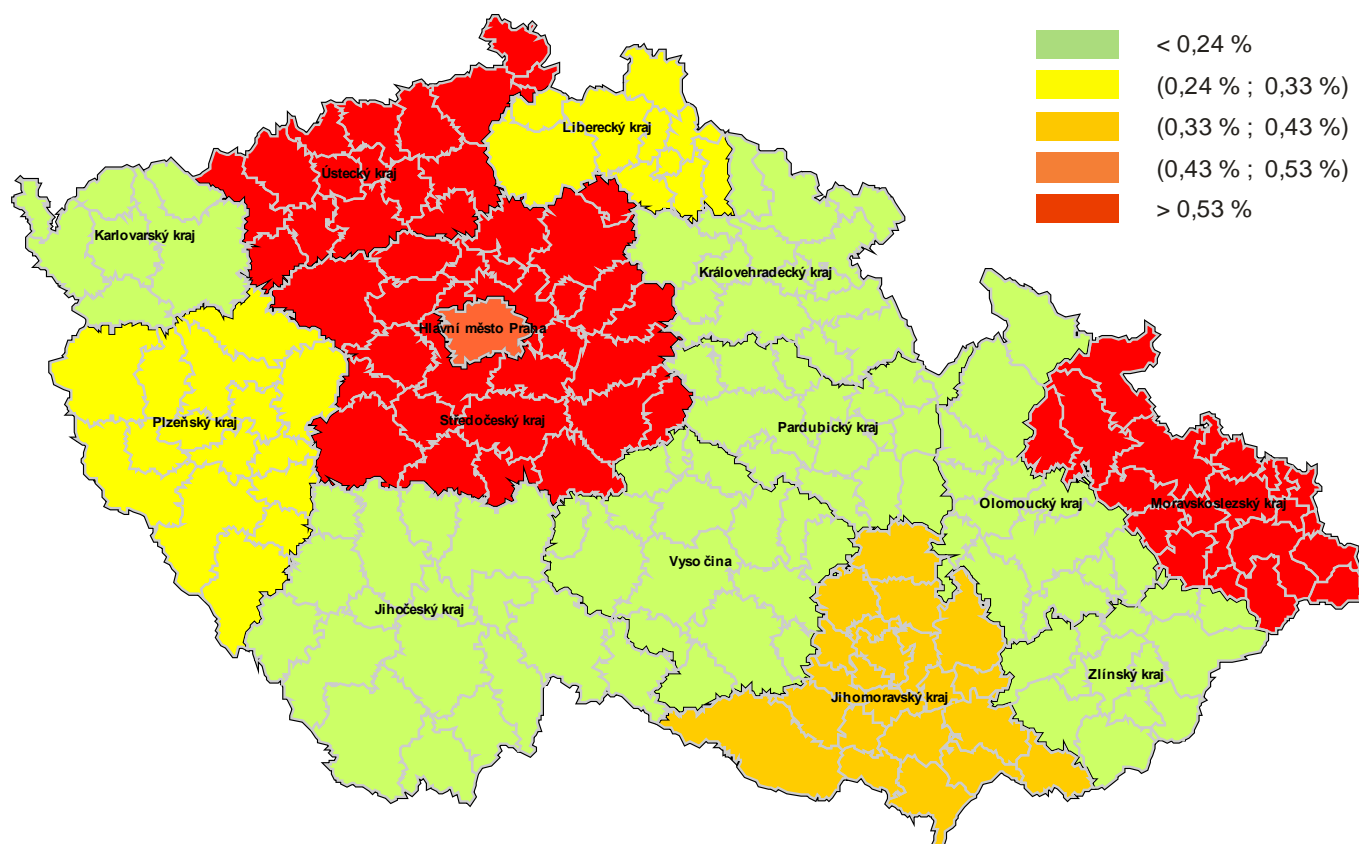 < 0,24 %
(0,24 % ; 0,33 %)
(0,33 % ; 0,43 %)
(0,43 % ; 0,53 %)
> 0,53 %
Liberecký kraj
Ústecký kraj
Karlovarský kraj
Královehradecký kraj
Hlavní město Praha
Plzeňský kraj
Stredočeský kraj
Pardubický kraj
Olomoucký kraj
Moravskoslezský kraj
Vyso čina
Jihočeský kraj
Zlínský kraj
Jihomoravský kraj